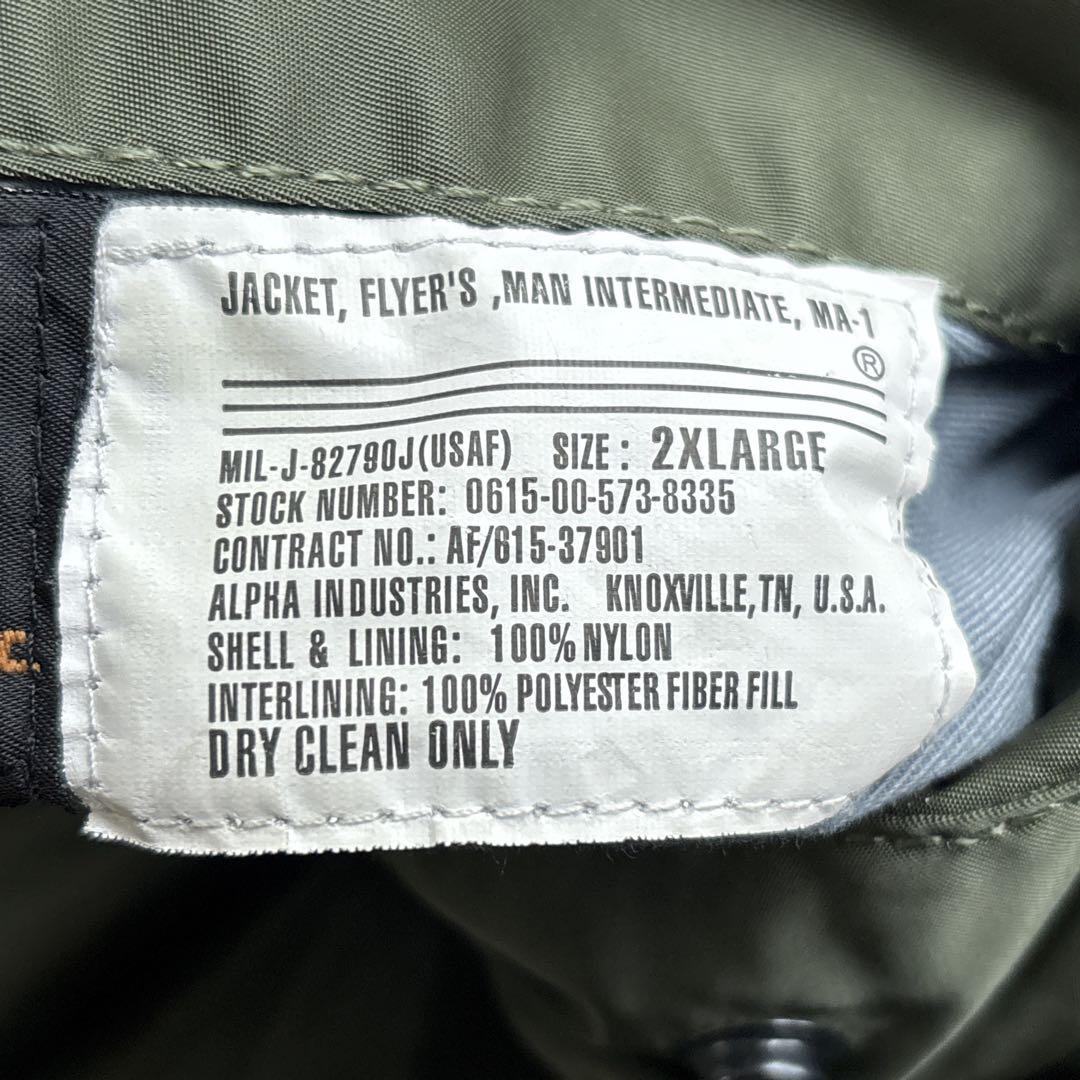 JACKET, FLYER'S ,MAN INTERMEDIATE, MA-1
®
MIL-J-82790J(USAF) SIZE: 2XLARGE
STOCK NUMBER: 0615-00-573-8335
CONTRACT NO.: AF/615-37901
ALPHA INDUSTRIES, INC. KNOXVILLE,TN, U.S.A.
SHELL & LINING: 100% NYLON
INTERLINING: 100% POLYESTER FIBER FILL
DRY CLEAN ONLY
C.